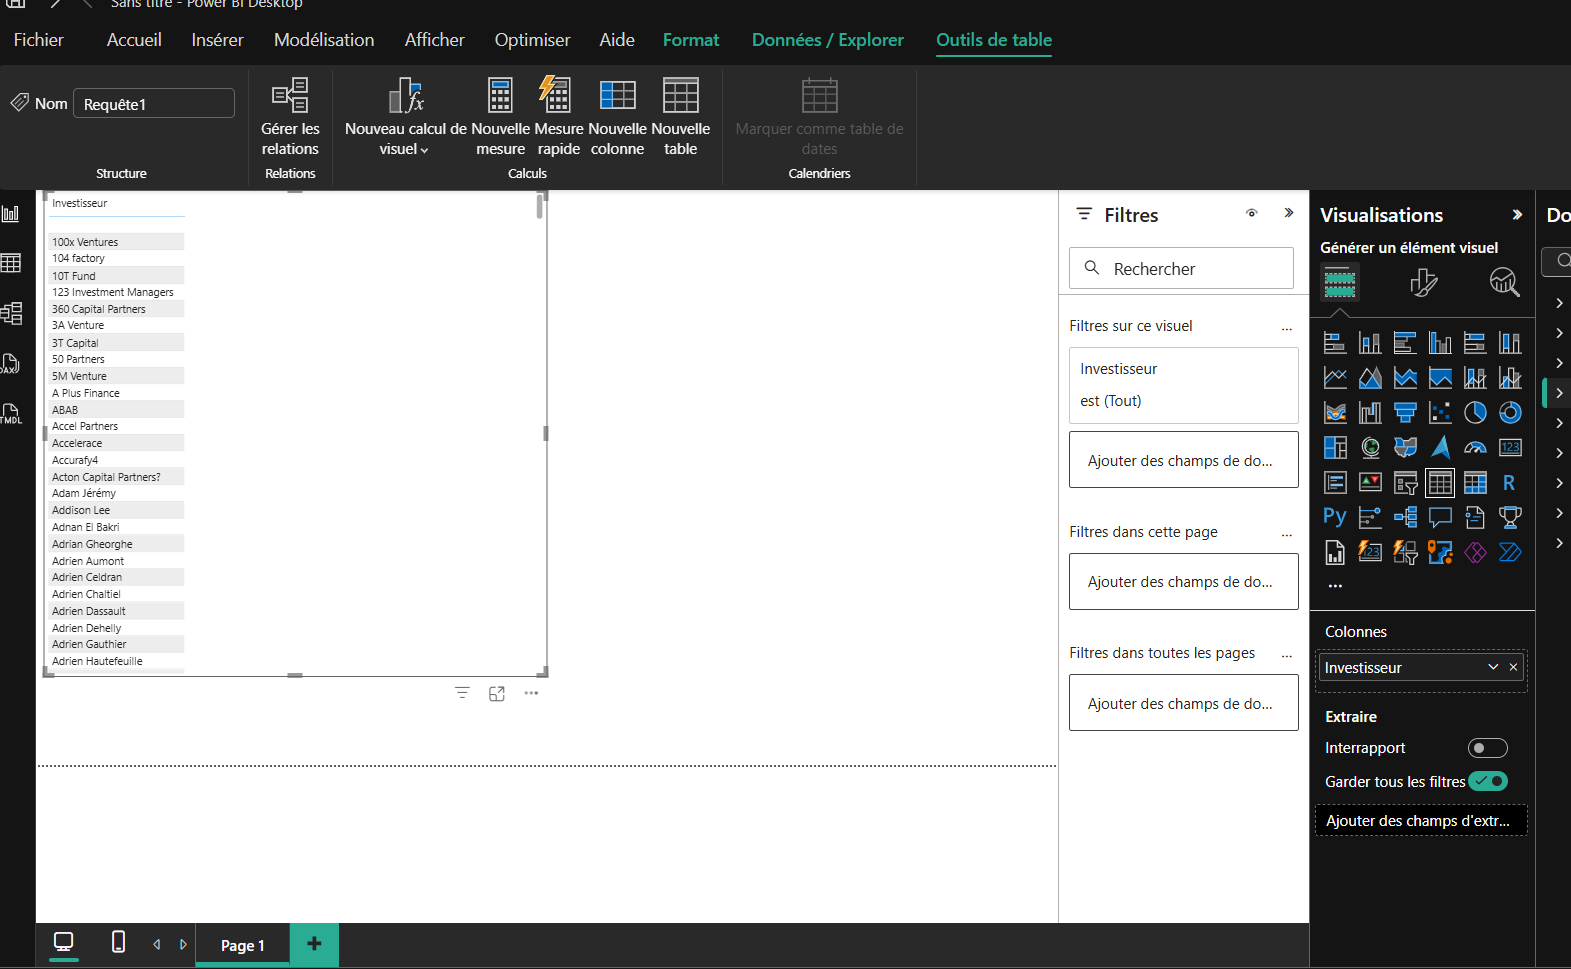 Sans titre - Power BI Desktop
Fichier Accueil Insérer Modélisation Afficher Optimiser Aide Format Données / Explorer Outils de table
Nom Requête1
Structure
Gérer les
relations
Relations
Nouveau calcul de
visuel
Nouvelle
mesure
Mesure
rapide
Nouvelle
colonne
Nouvelle
table
Calculs
Marquer comme table de
dates
Calendriers
DAX
TMDL
Investisseur
100x Ventures
104 factory
10T Fund
123 Investment Managers
360 Capital Partners
3A Venture
3T Capital
50 Partners
5M Venture
A Plus Finance
ABAB
Accel Partners
Accelerace
Accurafy4
Acton Capital Partners?
Adam Jérémy
Addison Lee
Adnan El Bakri
Adrian Gheorghe
Adrien Aumont
Adrien Celdran
Adrien Chaltiel
Adrien Dassault
Adrien Dehelly
Adrien Gauthier
Adrien Hautefeuille
Filtres
Rechercher
Filtres sur ce visuel ...
Investisseur
est (Tout)
Ajouter des champs de do...
Filtres dans cette page ...
Ajouter des champs de do...
Filtres dans toutes les pages ...
Ajouter des champs de do...
Visualisations
Générer un élément visuel
123
R
Py
123
...
Colonnes
Investisseur
Extraire
Interrapport
Garder tous les filtres
Ajouter des champs d'extr...
Do
Page 1